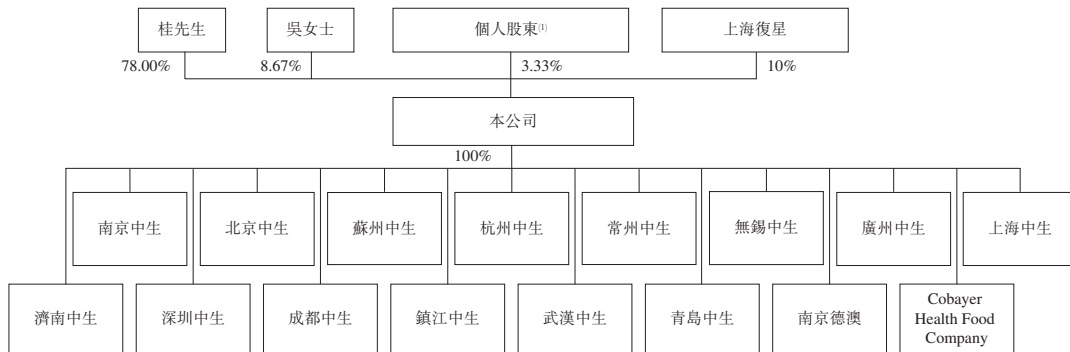 桂先生
吳女士
個人股東(1)
上海復星
78.00%
8.67%
3.33%
10%
本公司
100%
南京中生
北京中生
蘇州中生
杭州中生
常州中生
無錫中生
廣州中生
上海中生
濟南中生
深圳中生
成都中生
鎮江中生
武漢中生
青島中生
南京德澳
Cobayer
Health Food
Company